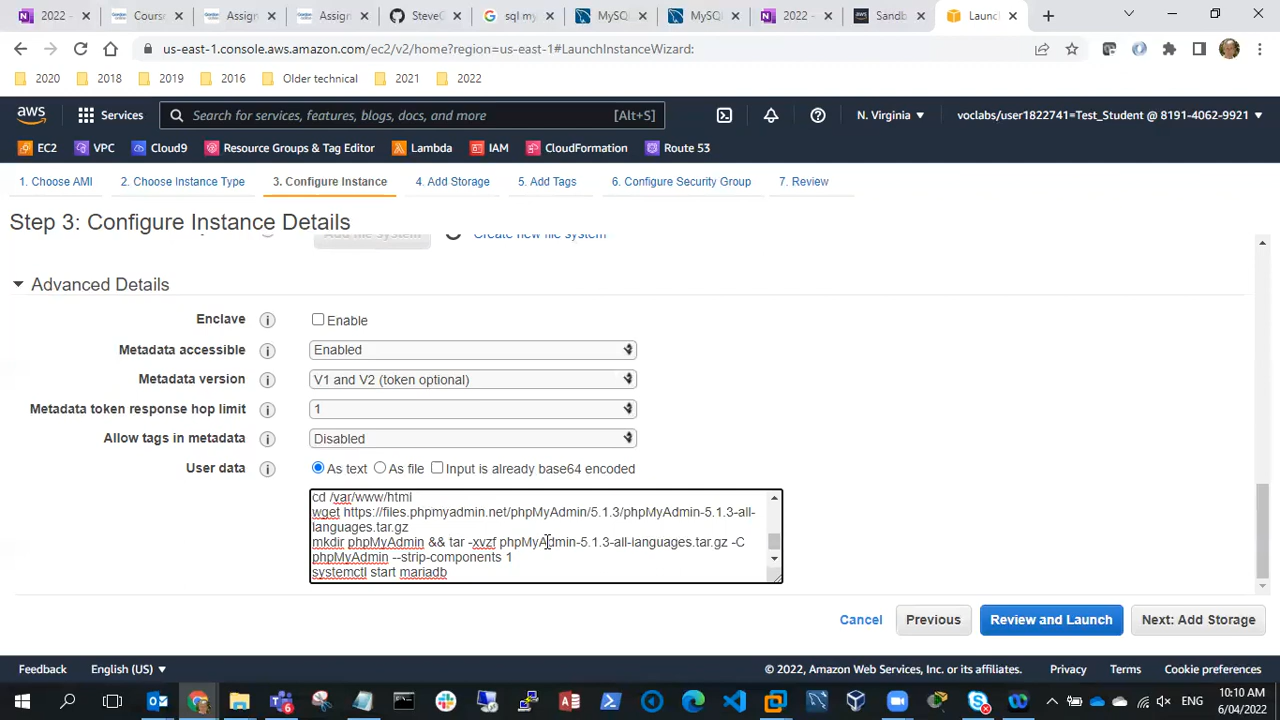 2022 -
Cour
Assign
Assign
SteveG
sql my
MySQL
MySQL
2022 -
Sandb
Launch
us-east-1.console.aws.amazon.com/ec2/v2/home?region=us-east-1#LaunchInstanceWizard:
2020
2018
2019
2016
Older technical
2021
2022
aws
Services
Search for services, features, blogs, docs, and more
[Alt+S]
N. Virginia
voclabs/user1822741=Test_Student @ 8191-4062-9921
EC2
VPC
Cloud9
Resource Groups & Tag Editor
Lambda
IAM
CloudFormation
Route 53
1. Choose AMI
2. Choose Instance Type
3. Configure Instance
4. Add Storage
5. Add Tags
6. Configure Security Group
7. Review
Step 3: Configure Instance Details
Add file system
Create new file system
Advanced Details
Enclave
Enable
Metadata accessible
Enabled
Metadata version
V1 and V2 (token optional)
Metadata token response hop limit
1
Allow tags in metadata
Disabled
User data
As text
As file
Input is already base64 encoded
cd /var/www/html
wget https://files.phpmyadmin.net/phpMyAdmin/5.1.3/phpMyAdmin-5.1.3-all-
languages.tar.gz
mkdir phpMyAdmin && tar -xvzf phpMyAdmin-5.1.3-all-languages.tar.gz -C
phpMyAdmin --strip-components 1
systemctl start mariadb
Cancel
Previous
Review and Launch
Next: Add Storage
Feedback
English (US)
© 2022, Amazon Web Services, Inc. or its affiliates.
Privacy
Terms
Cookie preferences
ENG
10:10 AM
6/04/2022